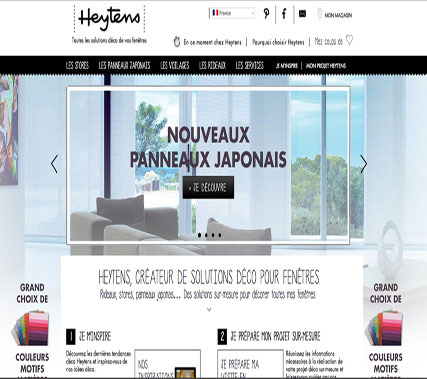 Heytens
Toutes les solutions déco de vos fenêtres
France
MON MAGASIN
En ce moment chez Heytens | Pourquoi choisir Heytens | Mes coups de
LES STORES LES PANNEAUX JAPONAIS LES VOILAGES LES RIDEAUX LES SERVICES JE M'INSPIRE MON PROJET HEYTENS
NOUVEAUX
PANNEAUX JAPONAIS
> JE DÉCOUVRE
HEYTENS, CRÉATEUR DE SOLUTIONS DÉCO POUR FENÊTRES
Rideaux, stores, panneaux japonais... Des solutions sur-mesure pour décorer toutes mes fenêtres
GRAND
CHOIX DE
COULEURS
MOTIFS
GRAND
CHOIX DE
COULEURS
MOTIFS
1 JE M'INSPIRE
Découvrez les dernières tendances
déco Heytens et inspirez-vous de
nos idées déco.
NOS
INSPIRATIONS
2 JE PRÉPARE MON PROJET SUR-MESURE
JE PRÉPARE MA
VISITE EN
Réunissez les informations
nécessaires à la réalisation de
votre projet déco sur-mesure et